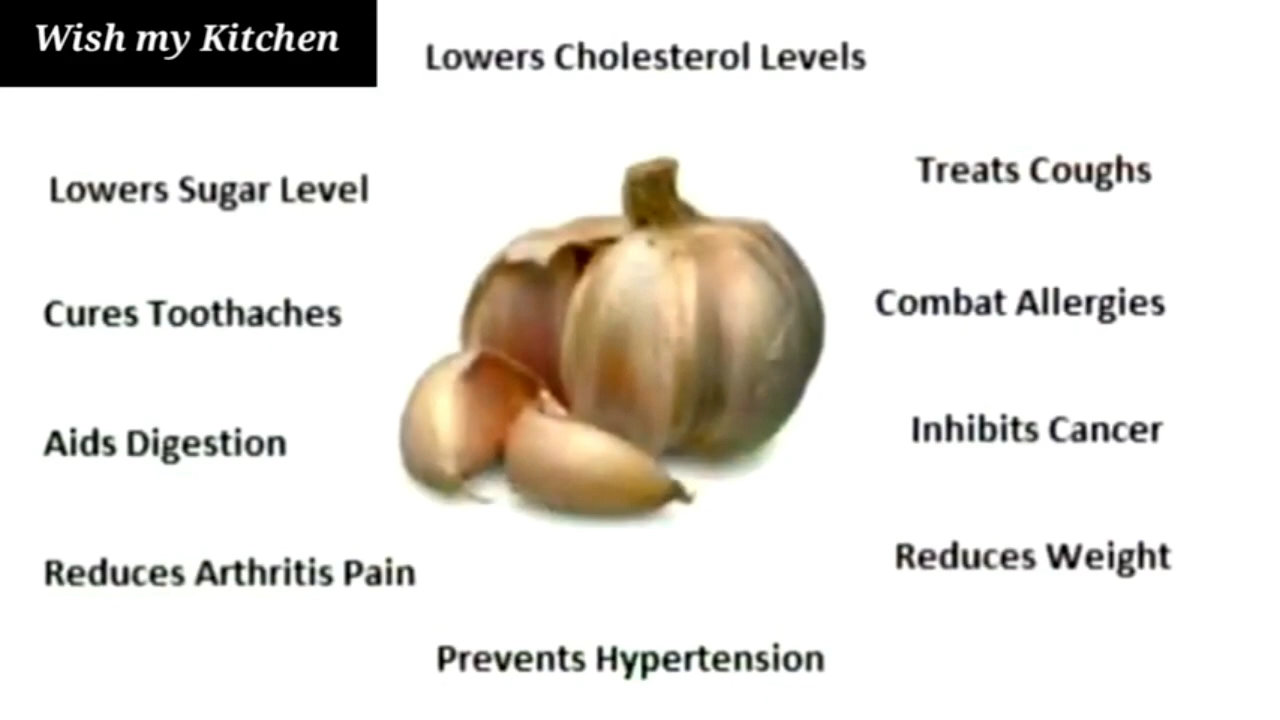 Wish my Kitchen
Lowers Cholesterol Levels
Lowers Sugar Level
Treats Coughs
Cures Toothaches
Combat Allergies
Aids Digestion
Inhibits Cancer
Reduces Arthritis Pain
Reduces Weight
Prevents Hypertension